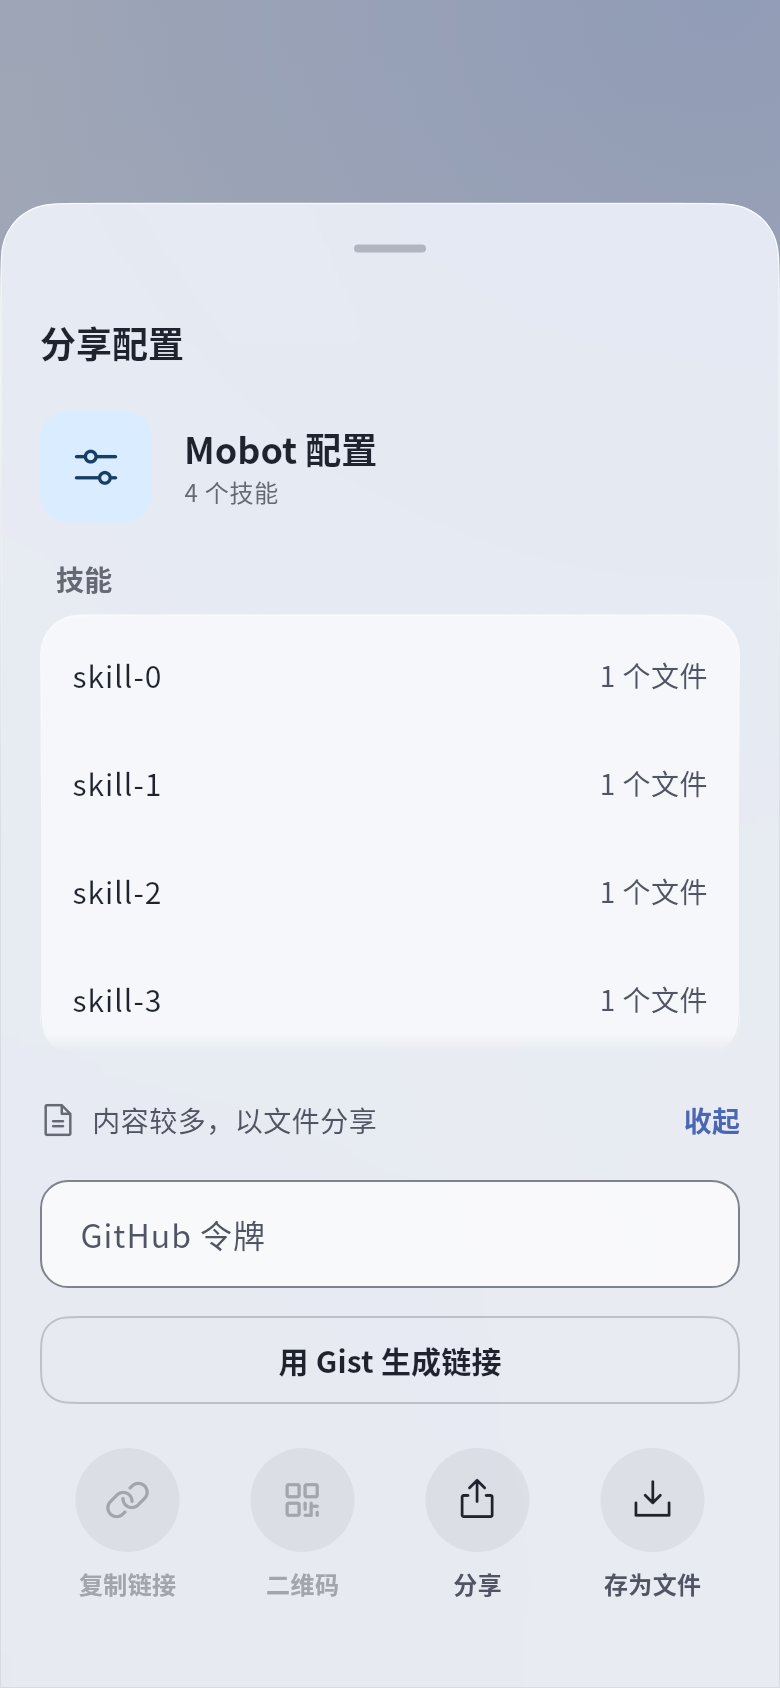 分享配置
Mobot 配置
4 个技能
技能
skill-0 1 个文件
skill-1 1 个文件
skill-2 1 个文件
skill-3 1 个文件
内容较多，以文件分享 收起
GitHub 令牌
用 Gist 生成链接
复制链接 二维码 分享 存为文件